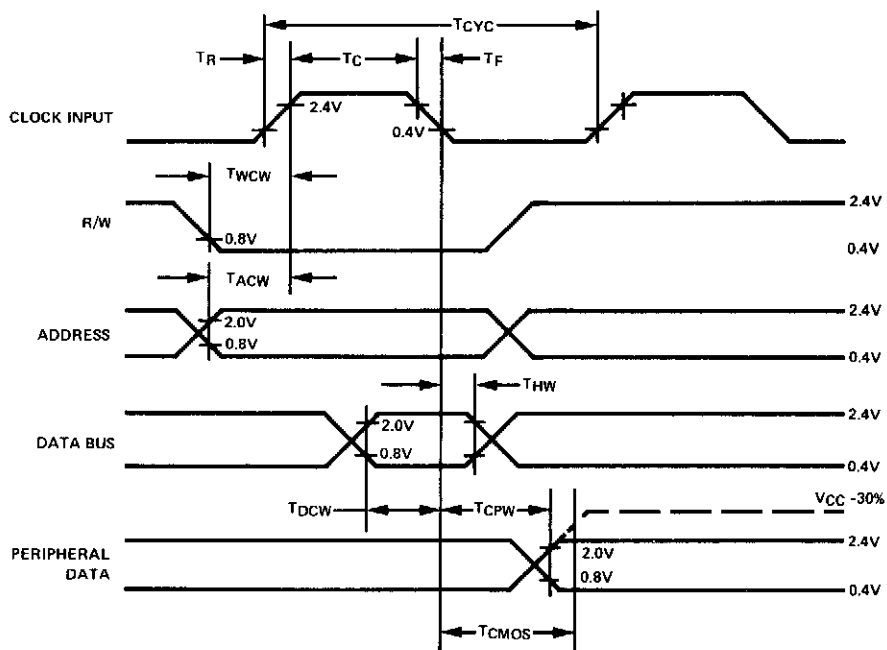 TCYC
TR TC TF
CLOCK INPUT
2.4V
0.4V
TWCW
R/W
2.4V
0.8V
0.4V
TACW
ADDRESS
2.4V
2.0V
0.8V
0.4V
THW
DATA BUS
2.4V
2.0V
0.8V
0.4V
TDCW TCPW
VCC -30%
PERIPHERAL
DATA
2.4V
2.0V
0.8V
0.4V
TCMOS